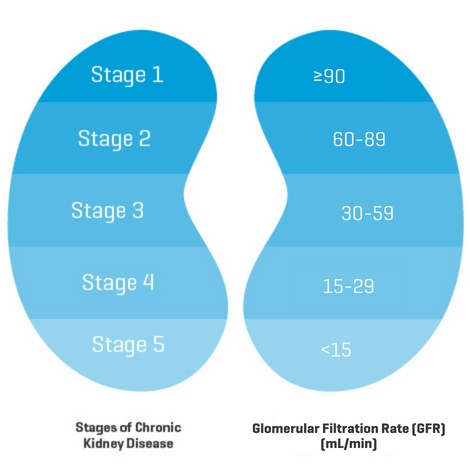 Stage 1
≥90
Stage 2
60-89
Stage 3
30-59
Stage 4
15-29
Stage 5
<15
Stages of Chronic
Kidney Disease
Glomerular Filtration Rate (GFR)
(mL/min)